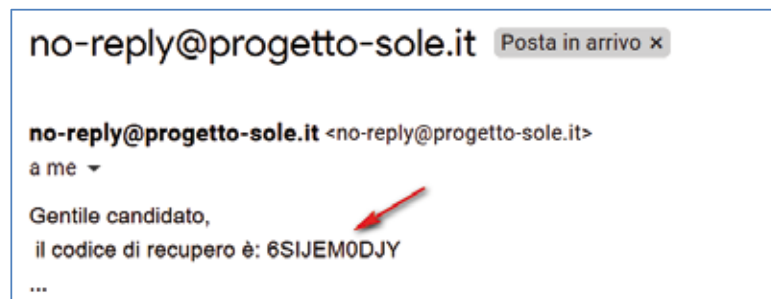 no-reply@progetto-sole.it Posta in arrivo ×
no-reply@progetto-sole.it <no-reply@progetto-sole.it>
a me
Gentile candidato,
il codice di recupero è: 6SIJEM0DJY
...